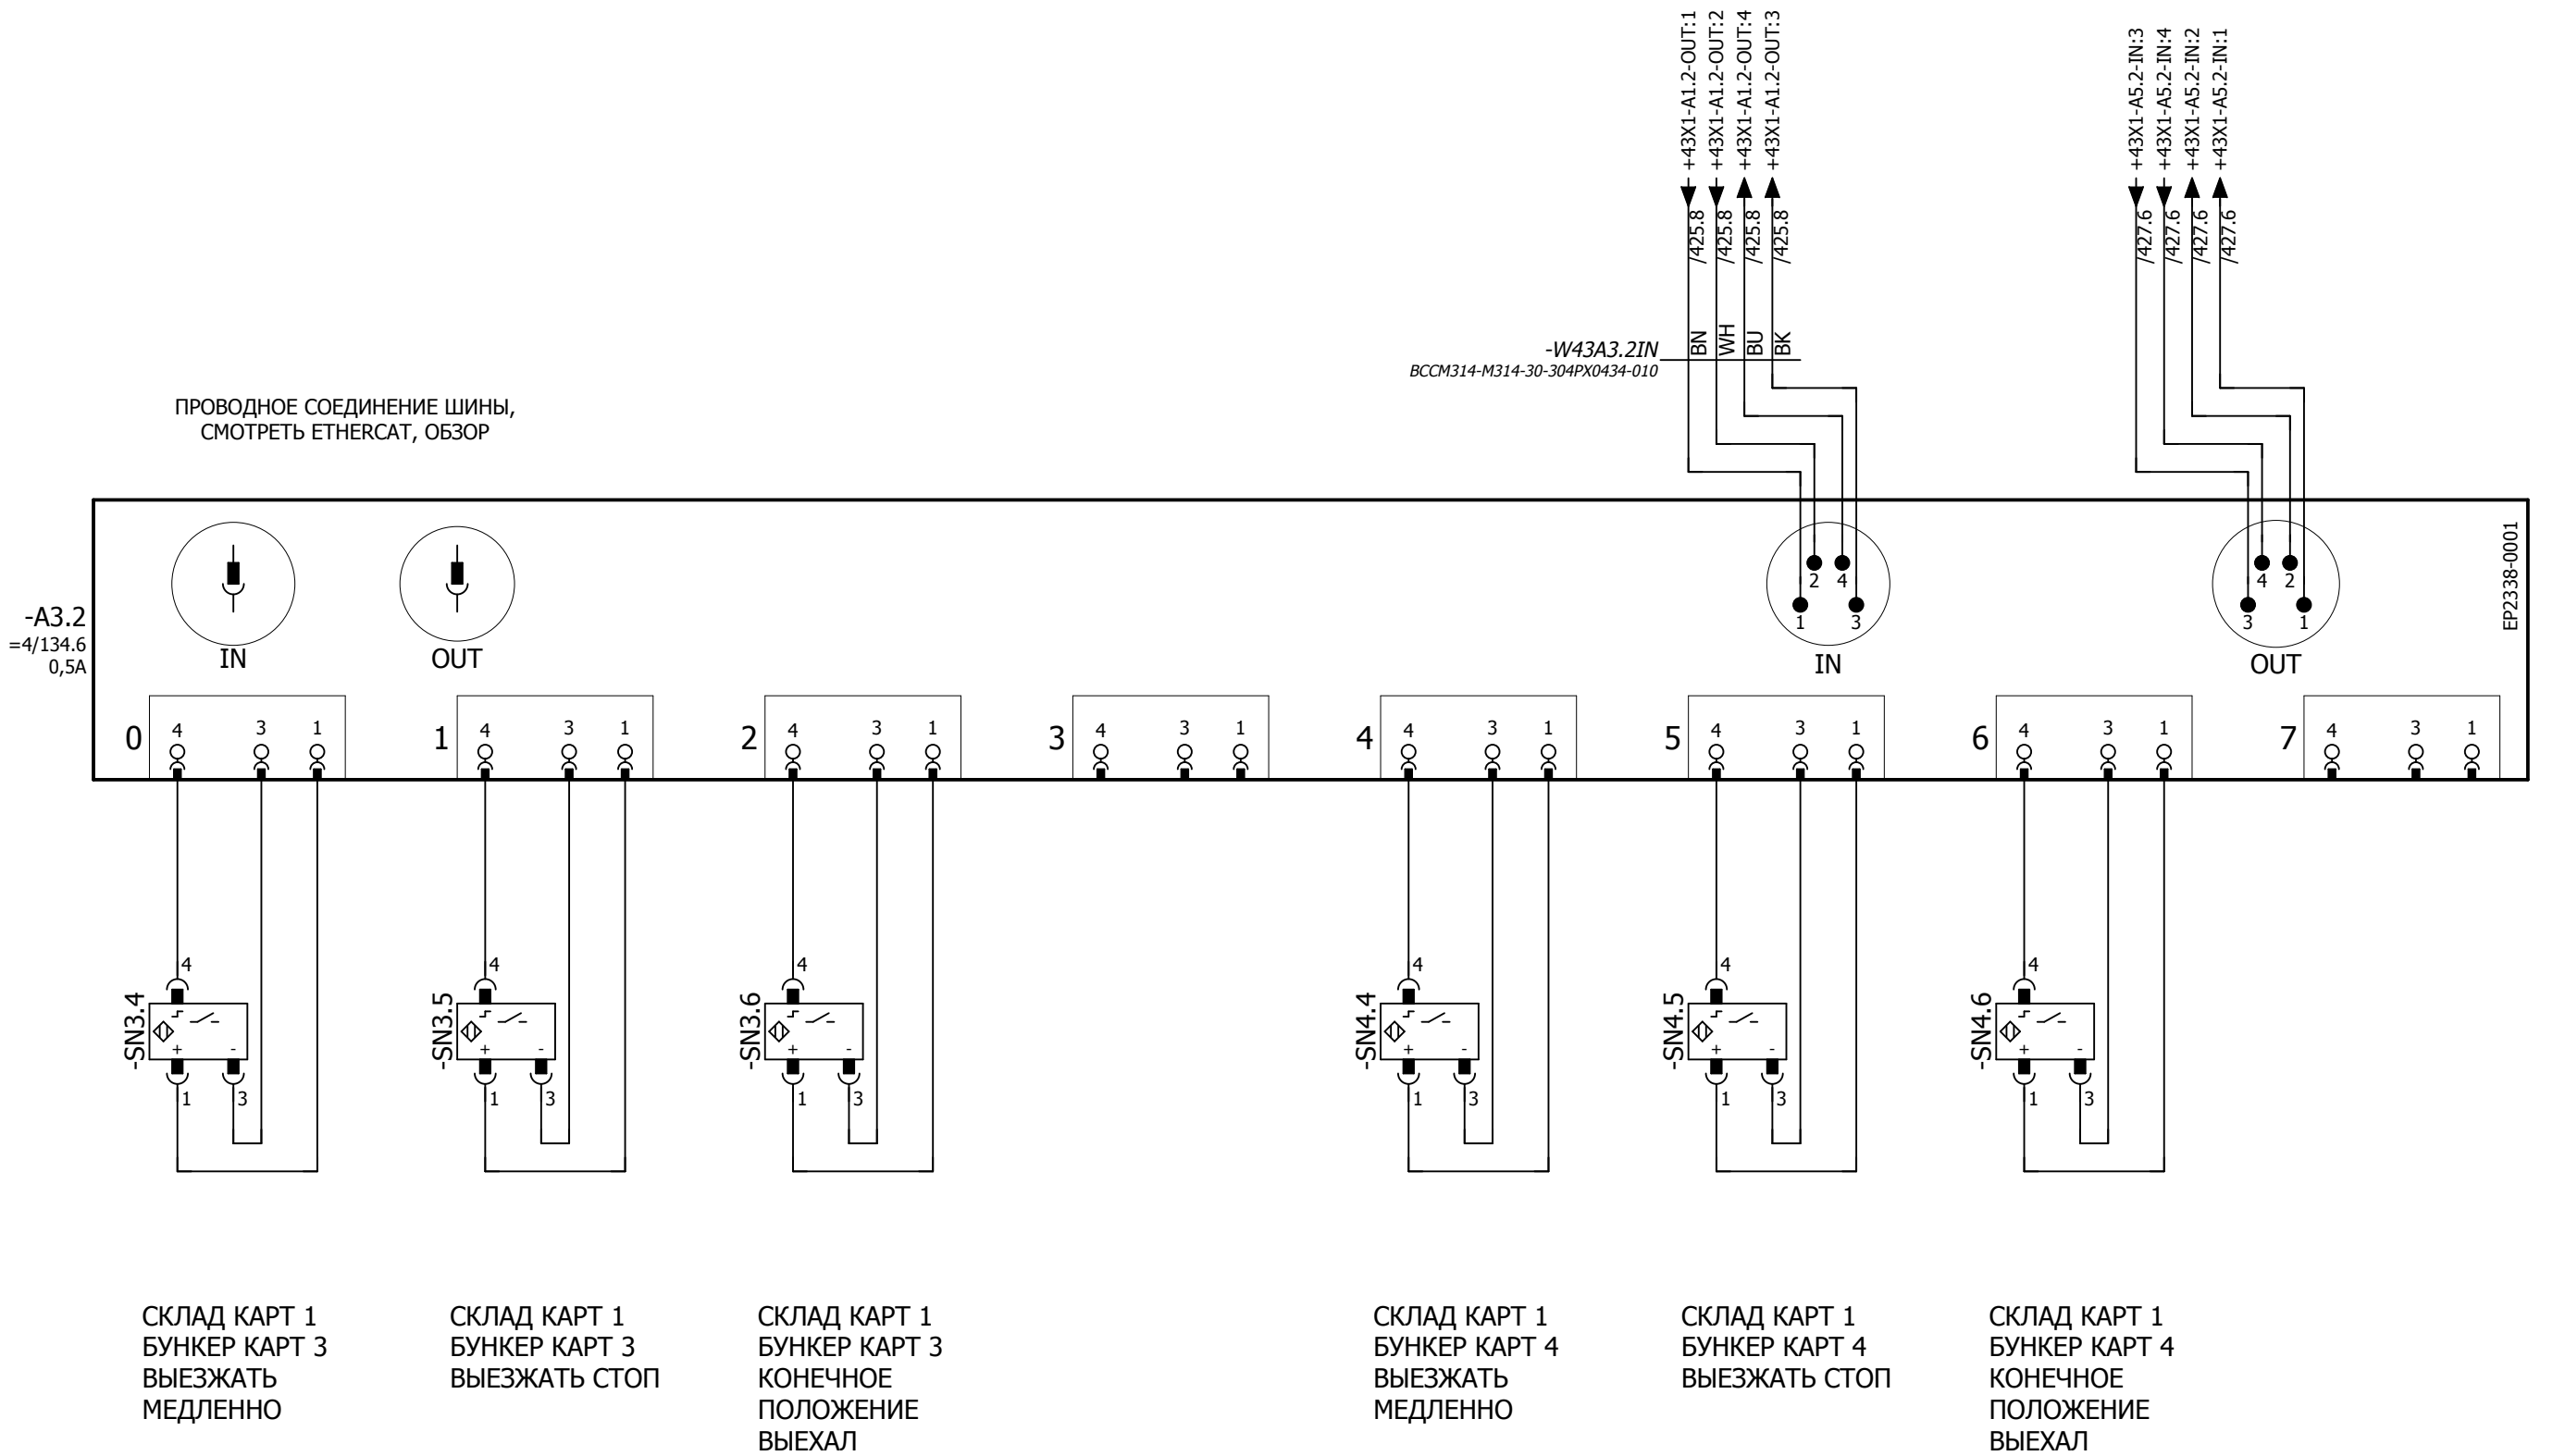 +43X1-A1.2-OUT:1
+43X1-A1.2-OUT:2
+43X1-A1.2-OUT:4
+43X1-A1.2-OUT:3
+43X1-A5.2-IN:3
+43X1-A5.2-IN:4
+43X1-A5.2-IN:2
+43X1-A5.2-IN:1
/425.8
/425.8
/425.8
/425.8
/427.6
/427.6
/427.6
/427.6
-W43A3.2IN
BCCM314-M314-30-304PX0434-010
BN
WH
BU
BK
ПРОВОДНОЕ СОЕДИНЕНИЕ ШИНЫ,
СМОТРЕТЬ ETHERCAT, ОБЗОР
-A3.2
=4/134.6
0,5A
IN
OUT
2 4
1 3
IN
4 2
3 1
OUT
EP2338-0001
0 4 3 1
1 4 3 1
2 4 3 1
3 4 3 1
4 4 3 1
5 4 3 1
6 4 3 1
7 4 3 1
-SN3.4
4
+ -
1 3
-SN3.5
4
+ -
1 3
-SN3.6
4
+ -
1 3
-SN4.4
4
+ -
1 3
-SN4.5
4
+ -
1 3
-SN4.6
4
+ -
1 3
СКЛАД КАРТ 1
БУНКЕР КАРТ 3
ВЫЕЗЖАТЬ
МЕДЛЕННО
СКЛАД КАРТ 1
БУНКЕР КАРТ 3
ВЫЕЗЖАТЬ СТОП
СКЛАД КАРТ 1
БУНКЕР КАРТ 3
КОНЕЧНОЕ
ПОЛОЖЕНИЕ
ВЫЕХАЛ
СКЛАД КАРТ 1
БУНКЕР КАРТ 4
ВЫЕЗЖАТЬ
МЕДЛЕННО
СКЛАД КАРТ 1
БУНКЕР КАРТ 4
ВЫЕЗЖАТЬ СТОП
СКЛАД КАРТ 1
БУНКЕР КАРТ 4
КОНЕЧНОЕ
ПОЛОЖЕНИЕ
ВЫЕХАЛ